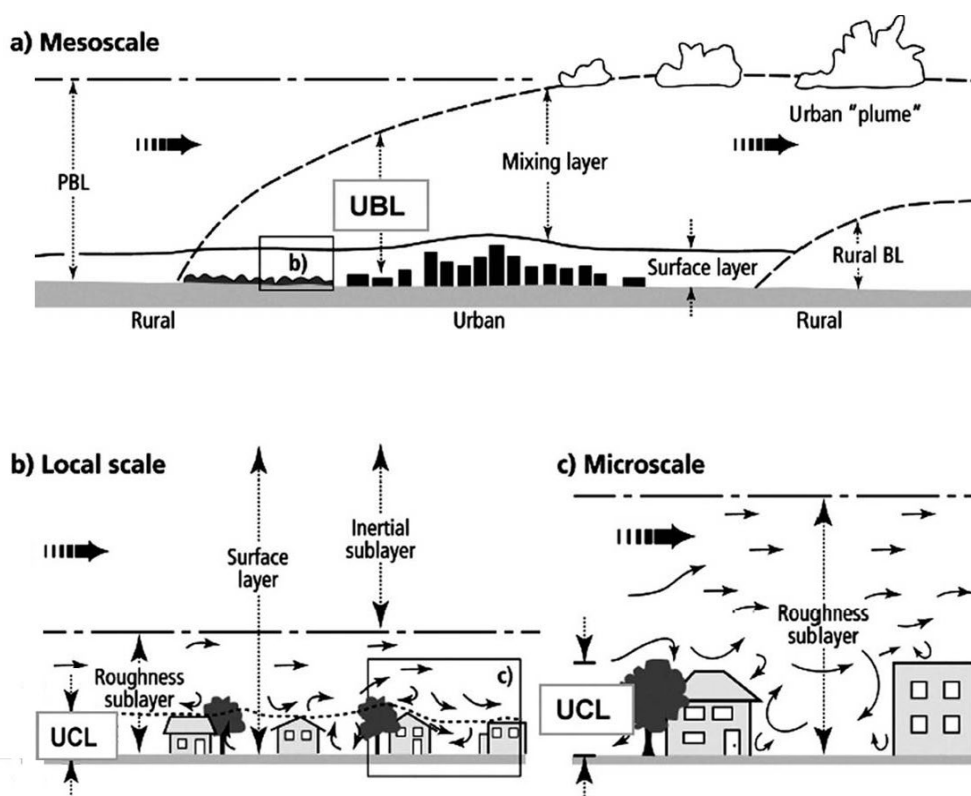 a) Mesoscale
Urban "plume"
Mixing layer
PBL
UBL
b)
Surface layer
Rural BL
Rural
Urban
Rural
b) Local scale
Inertial
sublayer
Surface
layer
Roughness
sublayer
c)
UCL
c) Microscale
Roughness
sublayer
UCL